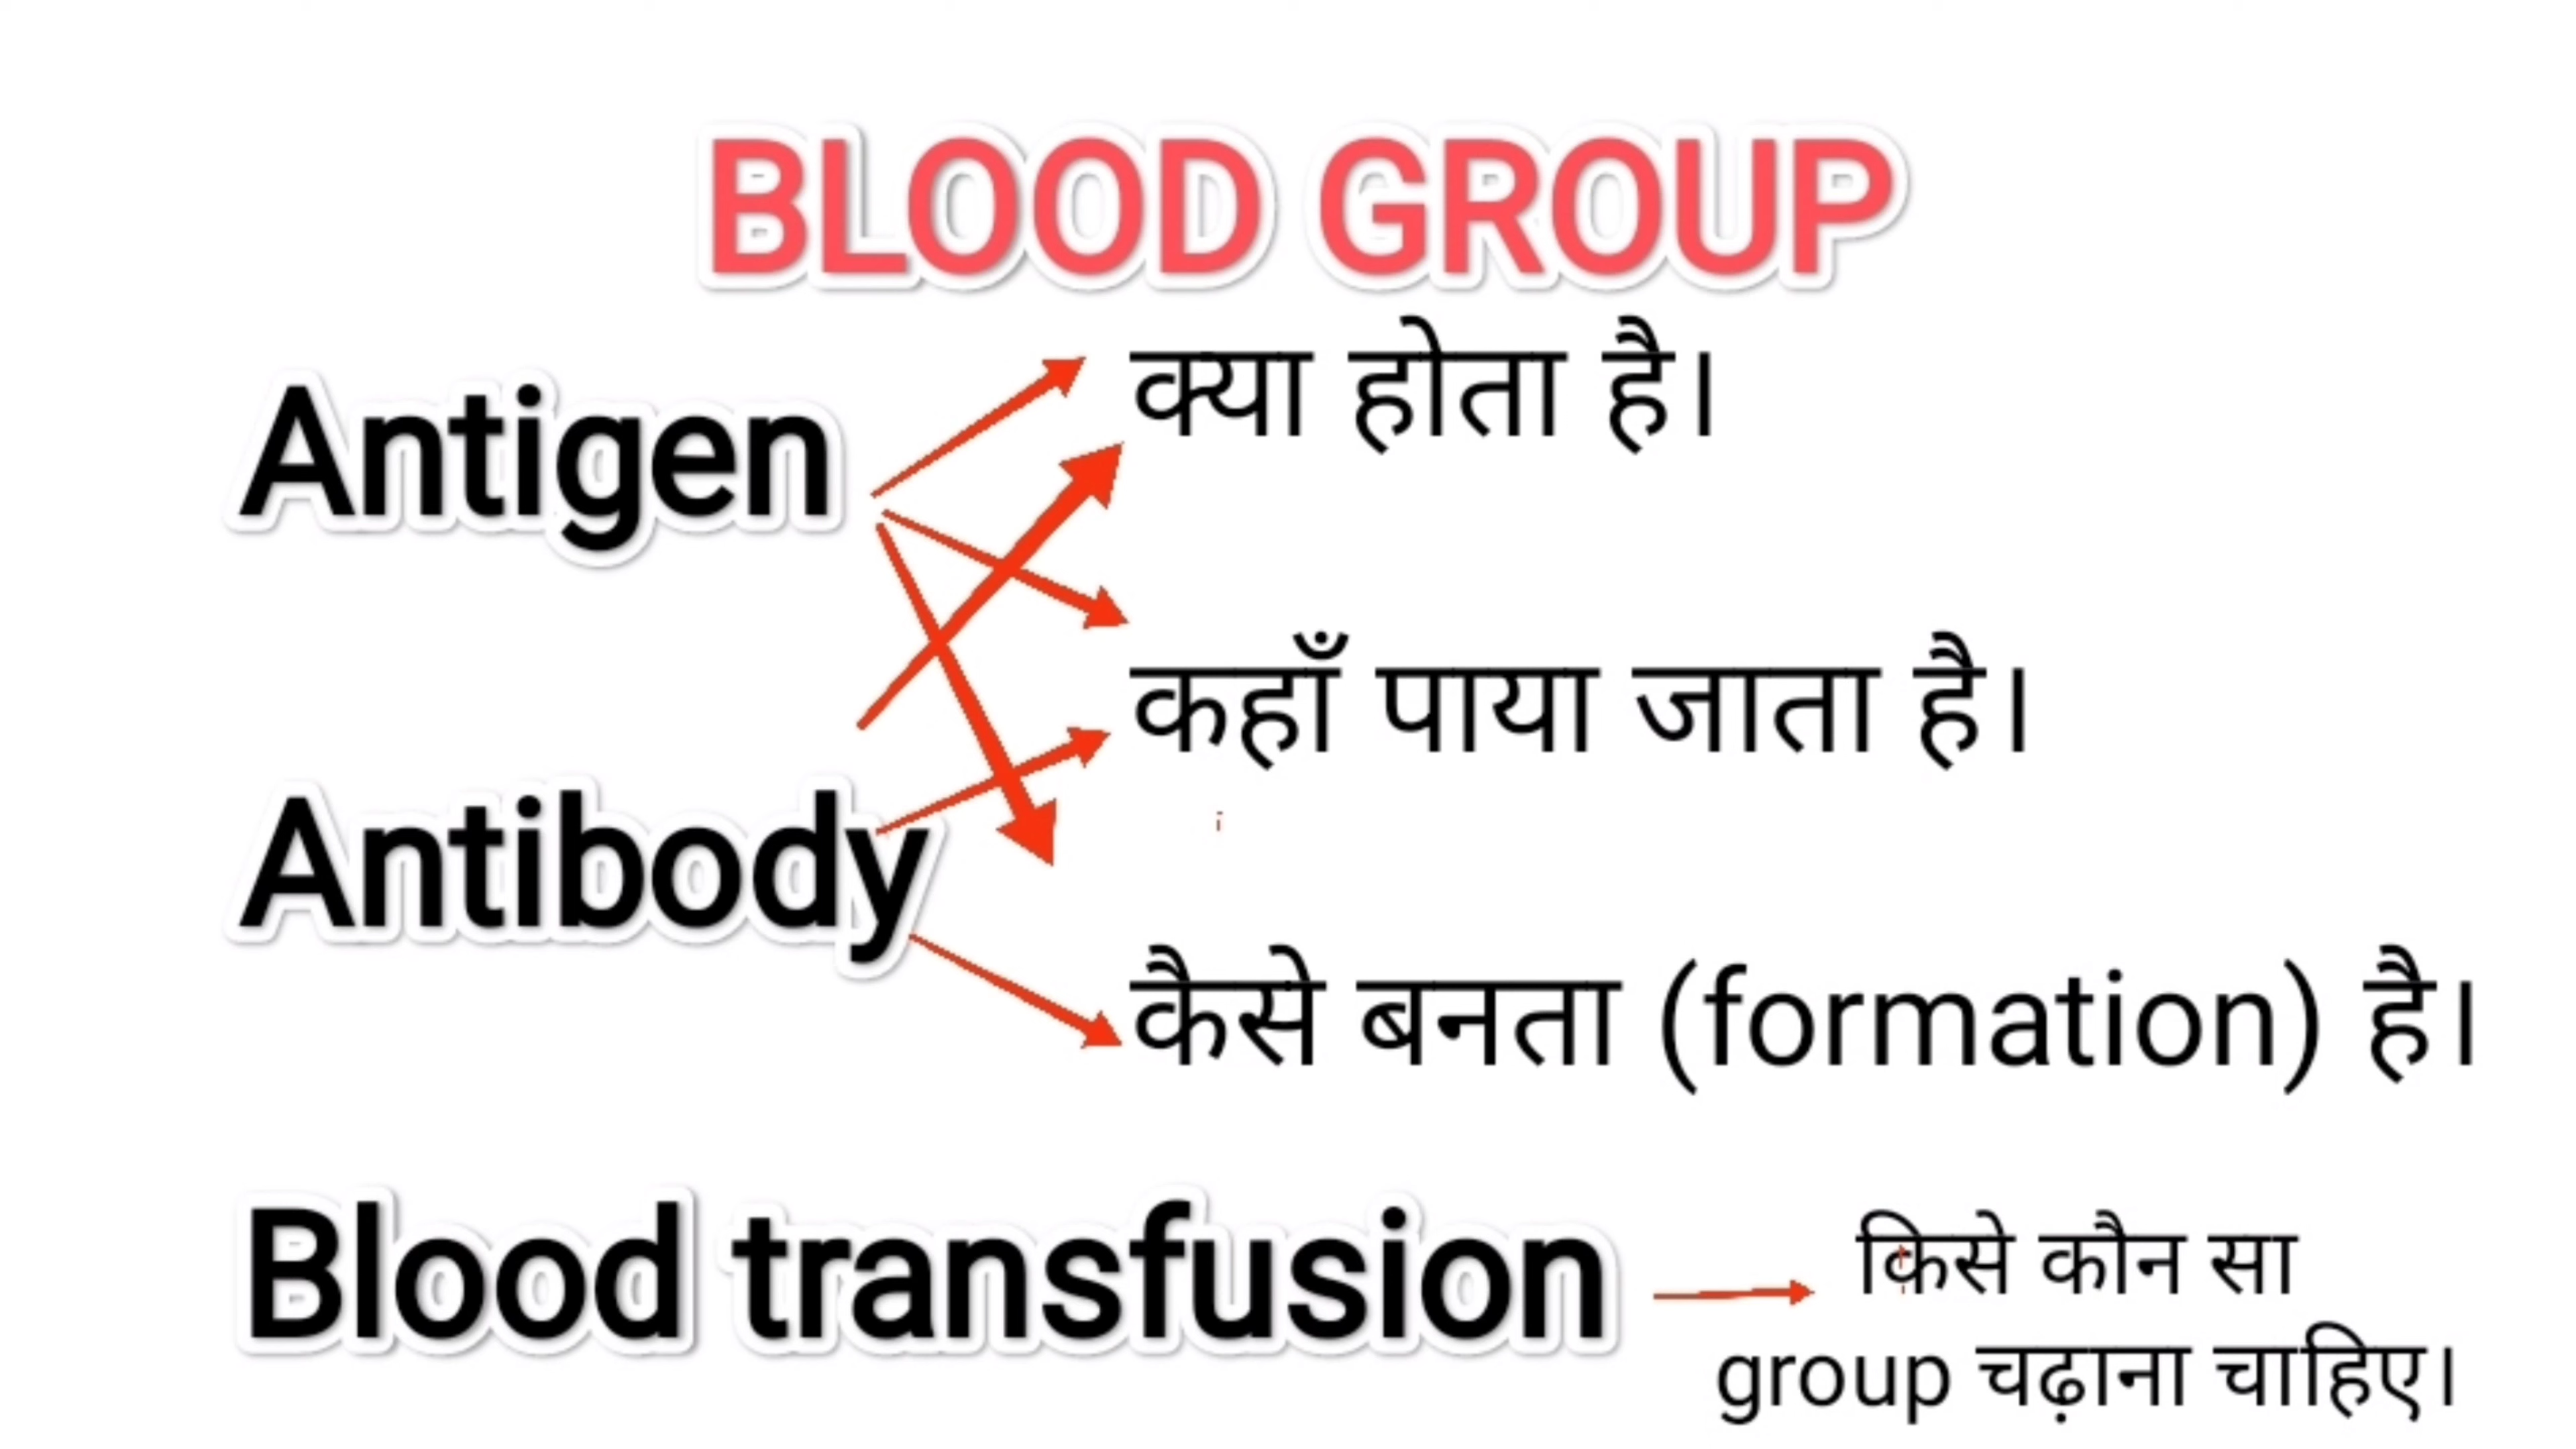 BLOOD GROUP
Antigen
क्या होता है।
कहाँ पाया जाता है।
Antibody
कैसे बनता (formation) है।
Blood transfusion
किसे कौन सा
group चढ़ाना चाहिए।